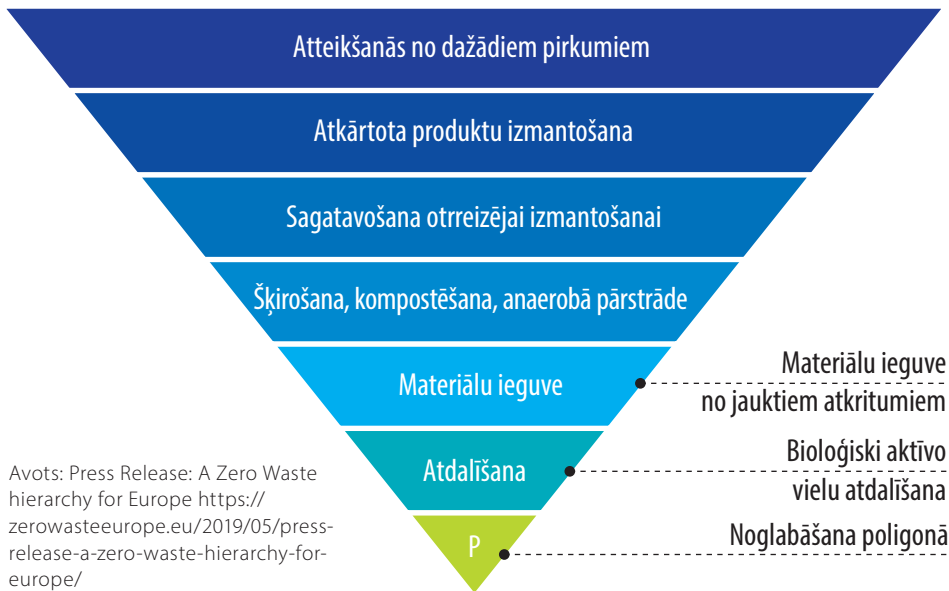 Atteikšanās no dažādiem pirkumiem
Atkārtota produktu izmantošana
Sagatavošana otrreizējai izmantošanai
Šķirošana, kompostēšana, anaerobā pārstrāde
Materiālu ieguve
Materiālu ieguve
no jauktiem atkritumiem
Atdalīšana
Bioloģiski aktīvo
vielu atdalīšana
P
Noglabāšana poligonā
Avots: Press Release: A Zero Waste
hierarchy for Europe https://
zerowasteeurope.eu/2019/05/press-
release-a-zero-waste-hierarchy-for-
europe/